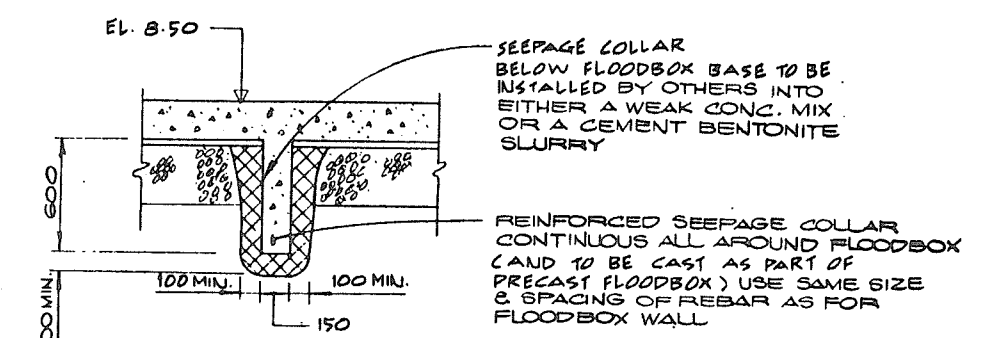 EL. 8.50
SEEPAGE COLLAR
BELOW FLOODBOX BASE TO BE
INSTALLED BY OTHERS INTO
EITHER A WEAK CONC. MIX
OR A CEMENT BENTONITE
SLURRY
600
REINFORCED SEEPAGE COLLAR
CONTINUOUS ALL AROUND FLOODBOX
(AND TO BE CAST AS PART OF
PRECAST FLOODBOX) USE SAME SIZE
& SPACING OF REBAR AS FOR
FLOODBOX WALL
100 MIN.
100 MIN.
150
00 MIN.